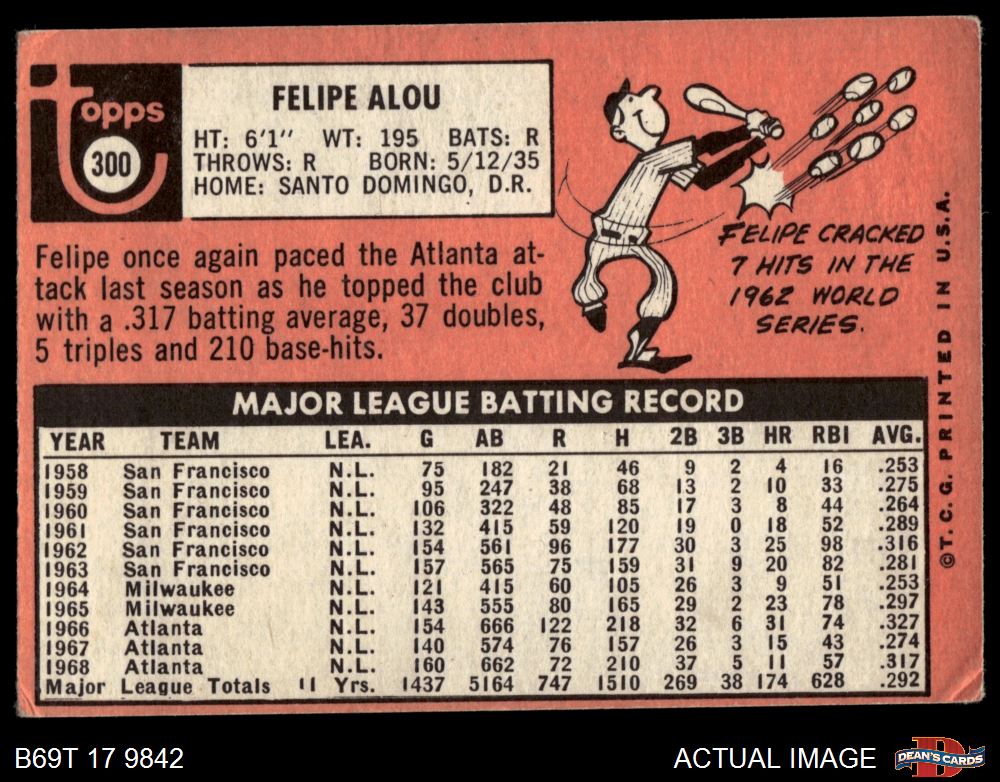 topps
300
FELIPE ALOU
HT: 6'1'' WT: 195 BATS: R
THROWS: R BORN: 5/12/35
HOME: SANTO DOMINGO, D.R.
Felipe once again paced the Atlanta at-
tack last season as he topped the club
with a .317 batting average, 37 doubles,
5 triples and 210 base-hits.
FELIPE CRACKED
7 HITS IN THE
1962 WORLD
SERIES.
MAJOR LEAGUE BATTING RECORD
YEAR TEAM LEA. G AB R H 2B 3B HR RBI AVG.
1958 San Francisco N.L. 75 182 21 46 9 2 4 16 .253
1959 San Francisco N.L. 95 247 38 68 13 2 10 33 .275
1960 San Francisco N.L. 106 322 48 85 17 3 8 44 .264
1961 San Francisco N.L. 132 415 59 120 19 0 18 52 .289
1962 San Francisco N.L. 154 561 96 177 30 3 25 98 .316
1963 San Francisco N.L. 157 565 75 159 31 9 20 82 .281
1964 Milwaukee N.L. 121 415 60 105 26 3 9 51 .253
1965 Milwaukee N.L. 143 555 80 165 29 2 23 78 .297
1966 Atlanta N.L. 154 666 122 218 32 6 31 74 .327
1967 Atlanta N.L. 140 574 76 157 26 3 15 43 .274
1968 Atlanta N.L. 160 662 72 210 37 5 11 57 .317
Major League Totals 11 Yrs. 1437 5164 747 1510 269 38 174 628 .292
©T.C.G. PRINTED IN U.S.A.
B69T 17 9842
ACTUAL IMAGE
D
DEAN'S CARDS